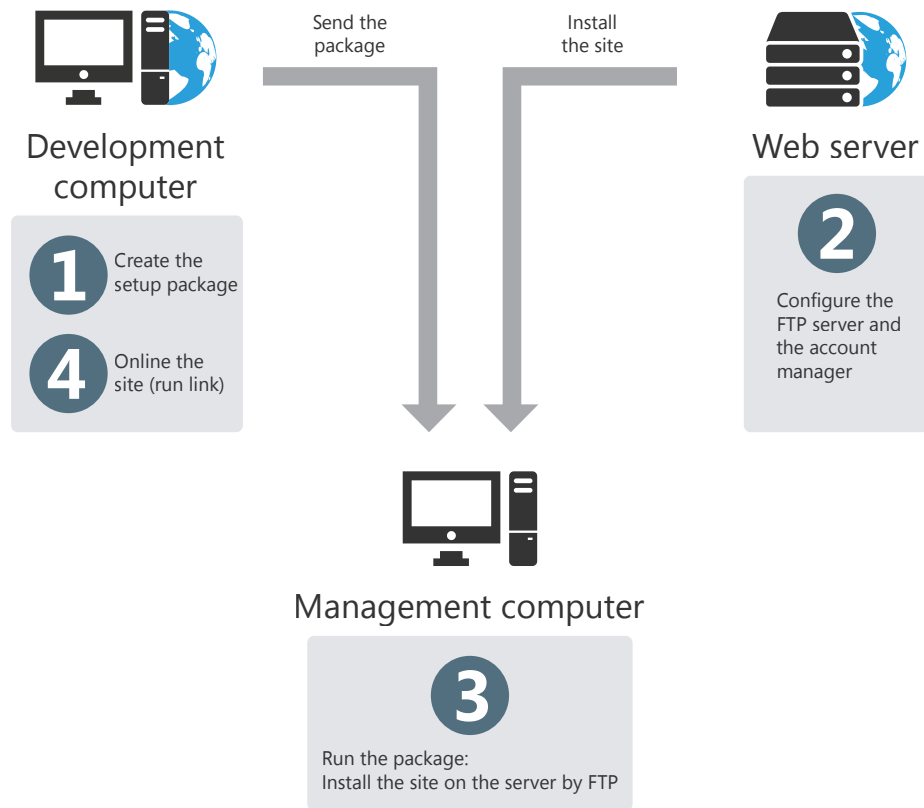 Send the
package
Install
the site
Development
computer
Web server
1
Create the
setup package
4
Online the
site (run link)
2
Configure the
FTP server and
the account
manager
Management computer
3
Run the package:
Install the site on the server by FTP